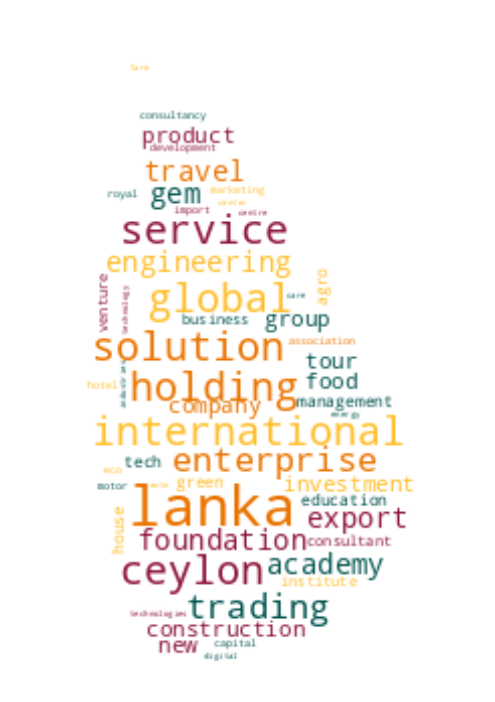 farm
consultancy
product
development
travel
royal gem marketing
center
import centre
service
engineering
venture technology global care agro
business group
solution association
tour
industries holding food
hotel company management
energy
international
tech enterprise
eco
motor green investment
lanka education
house export
foundation consultant
ceylon academy
institute
trading
technologies
construction
new capital
digital